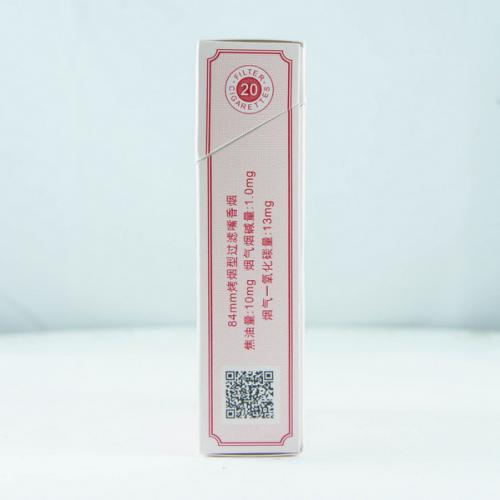 FILTER
20
CIGARETTES
84mm烤烟型过滤嘴香烟
焦油量:10mg 烟气烟碱量:1.0mg
烟气一氧化碳量:13mg